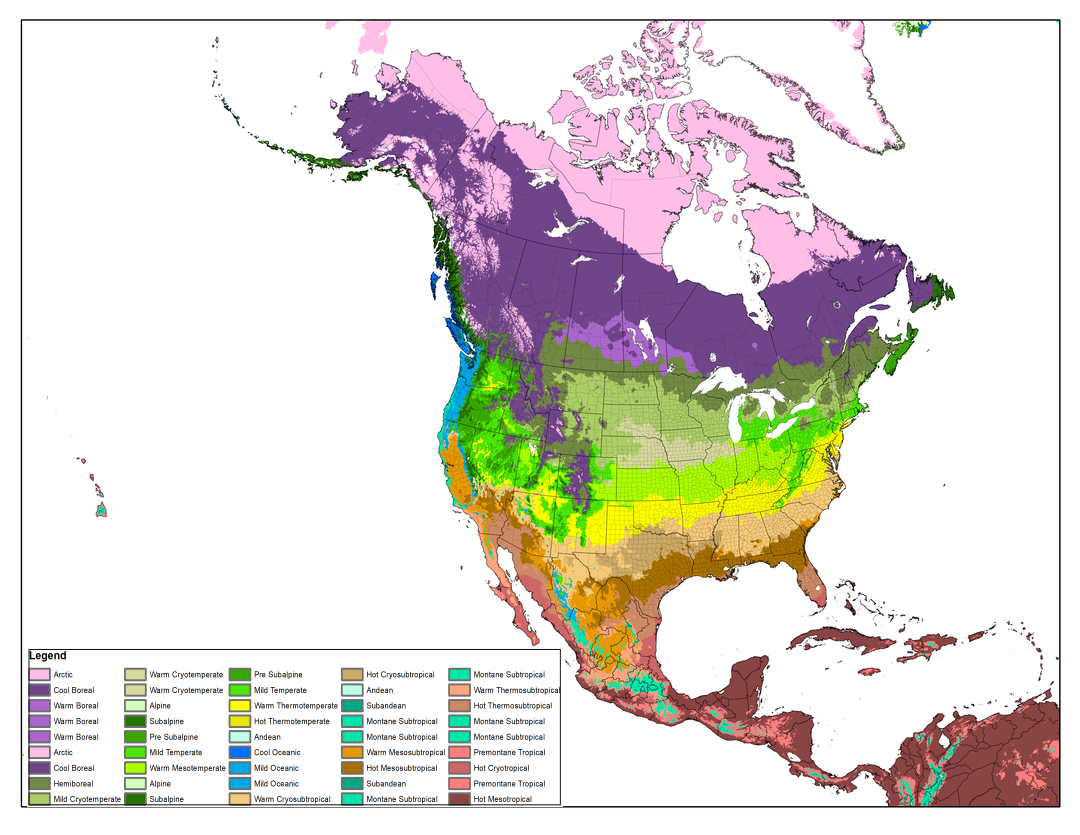 Legend
Arctic
Cool Boreal
Warm Boreal
Warm Boreal
Warm Boreal
Arctic
Cool Boreal
Hemiboreal
Mild Cryotemperate
Warm Cryotemperate
Warm Cryotemperate
Alpine
Subalpine
Pre Subalpine
Mild Temperate
Warm Mesotemperate
Alpine
Subalpine
Pre Subalpine
Mild Temperate
Warm Thermotemperate
Hot Thermotemperate
Andean
Cool Oceanic
Mild Oceanic
Mild Oceanic
Warm Cryosubtropical
Hot Cryosubtropical
Andean
Subandean
Montane Subtropical
Montane Subtropical
Warm Mesosubtropical
Hot Mesosubtropical
Subandean
Montane Subtropical
Montane Subtropical
Warm Thermosubtropical
Hot Thermosubtropical
Montane Subtropical
Montane Subtropical
Premontane Tropical
Hot Cryotropical
Premontane Tropical
Hot Mesotropical